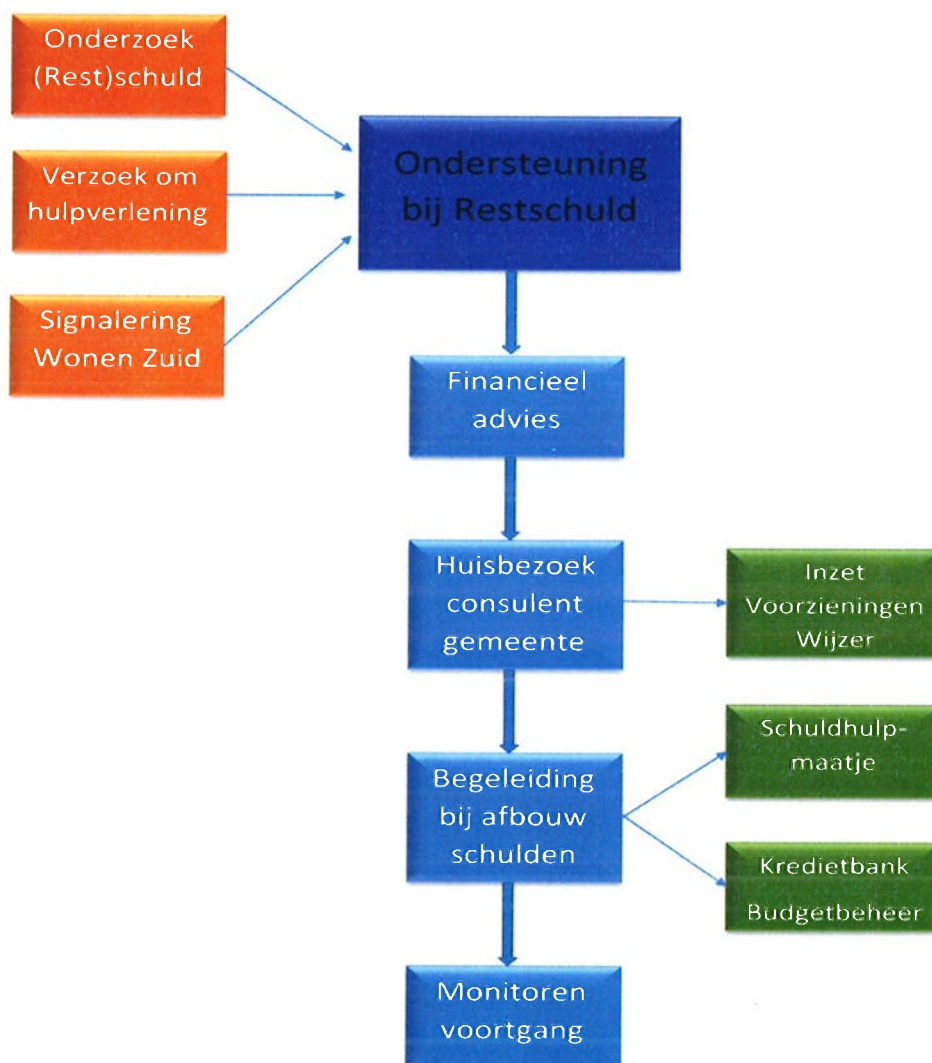 Onderzoek
(Rest)schuld
Verzoek om
hulpverlening
Signalering
Wonen Zuid
Ondersteuning
bij Restschuld
Financieel
advies
Huisbezoek
consulent
gemeente
Inzet
Voorzieningen
Wijzer
Begeleiding
bij afbouw
schulden
Schuldhulp-
maatje
Kredietbank
Budgetbeheer
Monitoren
voortgang